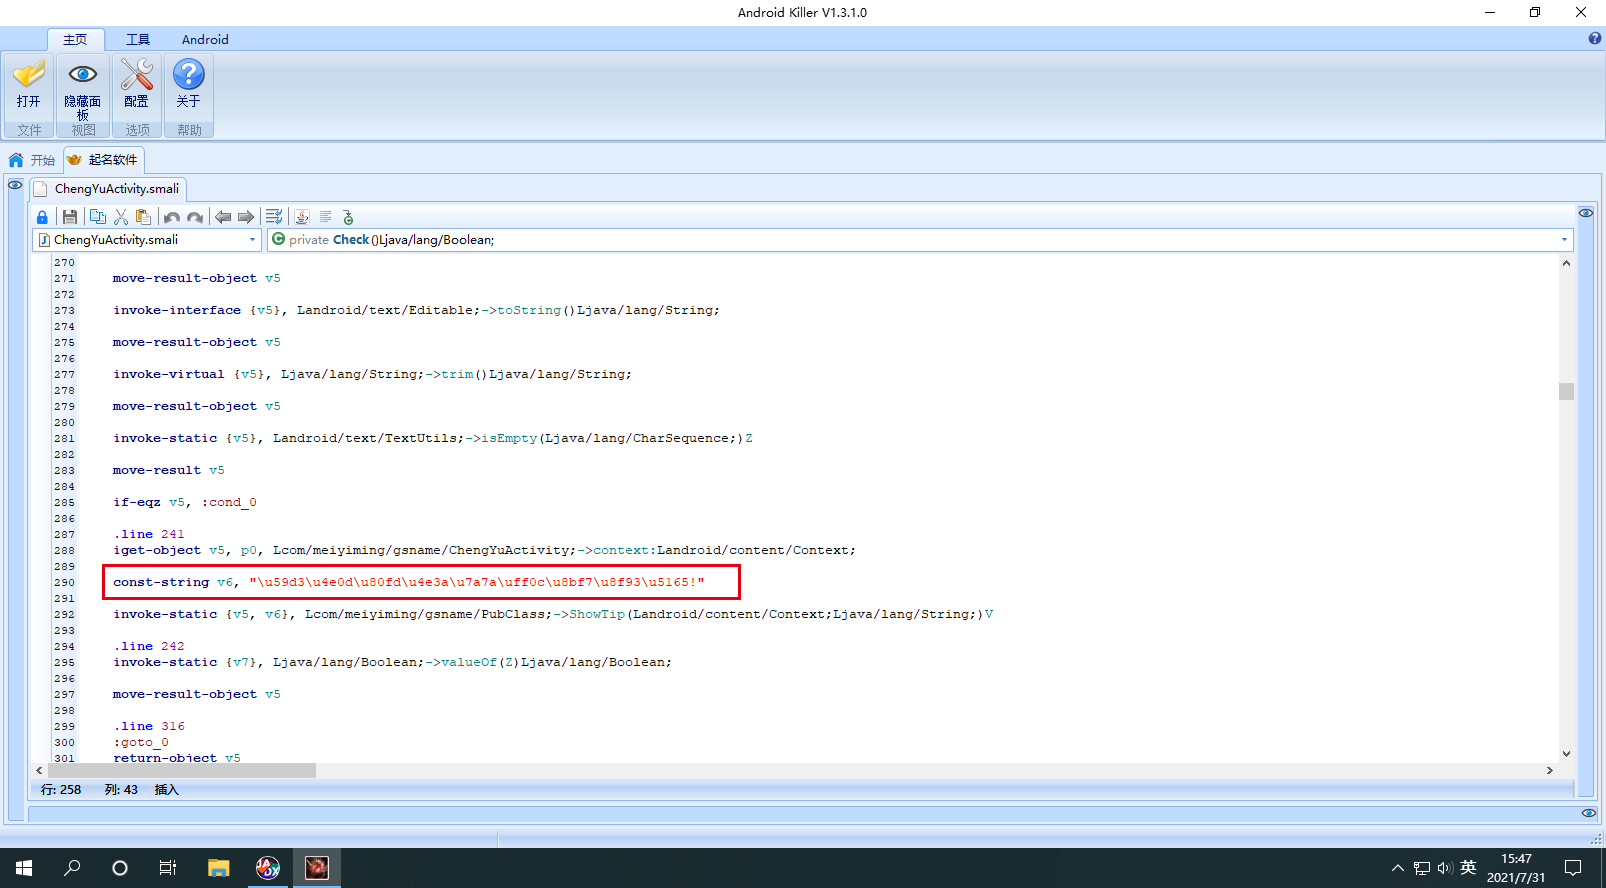 Android Killer V1.3.1.0
主页 工具 Android
打开 隐藏面板 配置 关于
文件 视图 选项 帮助
开始 起名软件
ChengYuActivity.smali
ChengYuActivity.smali private Check()Ljava/lang/Boolean;
270
271 move-result-object v5
272
273 invoke-interface {v5}, Landroid/text/Editable;->toString()Ljava/lang/String;
274
275 move-result-object v5
276
277 invoke-virtual {v5}, Ljava/lang/String;->trim()Ljava/lang/String;
278
279 move-result-object v5
280
281 invoke-static {v5}, Landroid/text/TextUtils;->isEmpty(Ljava/lang/CharSequence;)Z
282
283 move-result v5
284
285 if-eqz v5, :cond_0
286
287 .line 241
288 iget-object v5, p0, Lcom/meiyiming/gsname/ChengYuActivity;->context:Landroid/content/Context;
289
290 const-string v6, "\u59d3\u4e0d\u80fd\u4e3a\u7a7a\uff0c\u8bf7\u8f93\u5165!"
291
292 invoke-static {v5, v6}, Lcom/meiyiming/gsname/PubClass;->ShowTip(Landroid/content/Context;Ljava/lang/String;)V
293
294 .line 242
295 invoke-static {v7}, Ljava/lang/Boolean;->valueOf(Z)Ljava/lang/Boolean;
296
297 move-result-object v5
298
299 .line 316
300 :goto_0
301 return-object v5
行: 258 列: 43 插入
英 15:47
2021/7/31